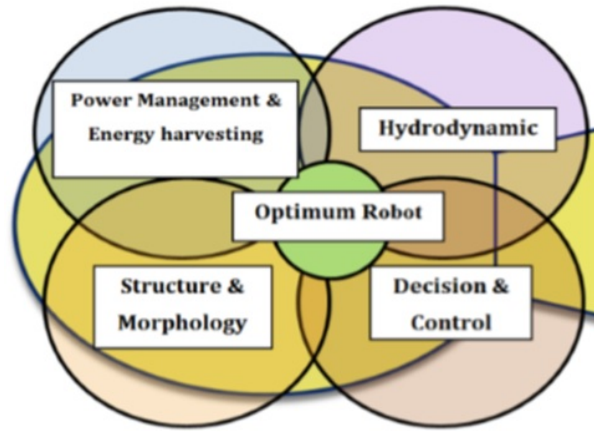 Power Management &
Energy harvesting
Hydrodynamic
Optimum Robot
Structure &
Morphology
Decision &
Control